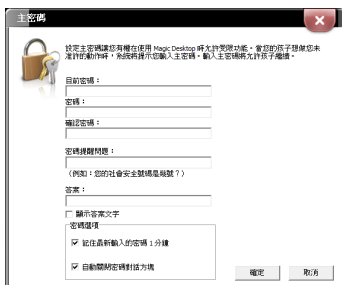 主密碼
設定主密碼讓您有權在使用 Magic Desktop 時允許受限功能。當您的孩子想做您未
准許的動作時，系統將提示您輸入主密碼。輸入主密碼將允許孩子繼續。
目前密碼：
密碼：
確認密碼：
密碼提醒問題：
（例如：您的社會安全號碼是幾號？）
答案：
顯示答案文字
密碼選項
記住最新輸入的密碼 1 分鐘
自動關閉密碼對話方塊
確定
取消